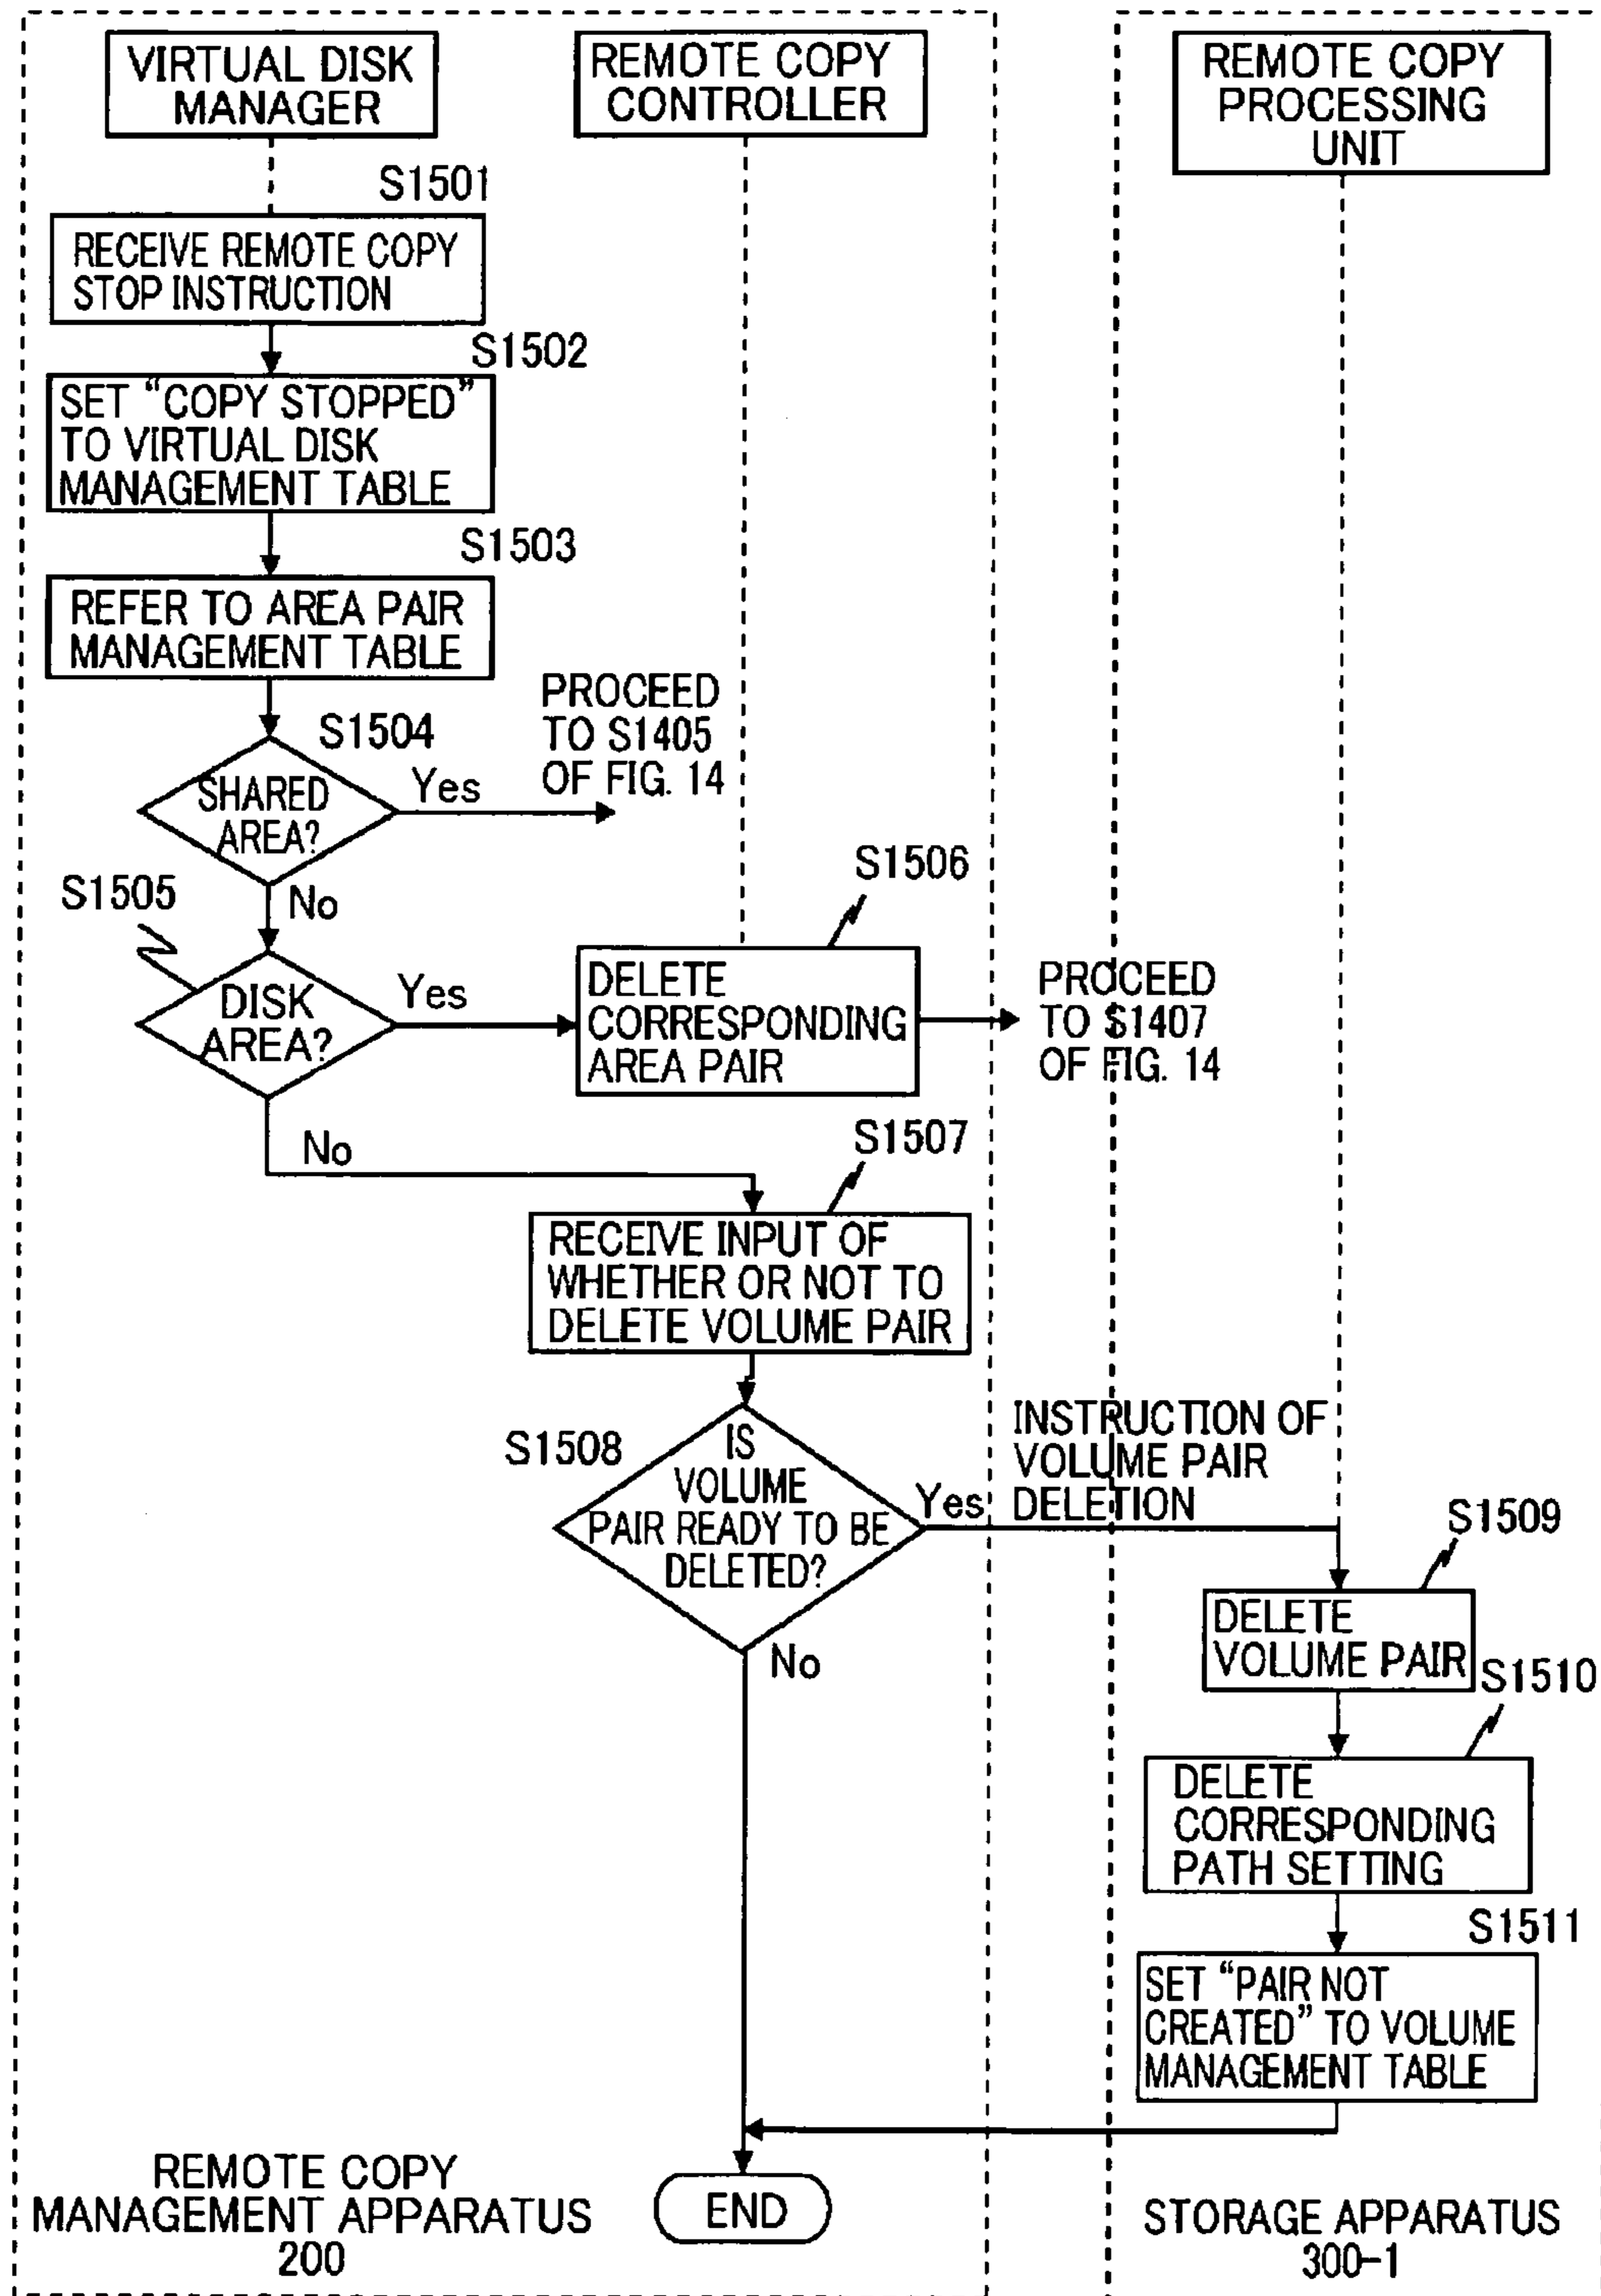 VIRTUAL DISK
MANAGER
REMOTE COPY
CONTROLLER
REMOTE COPY
PROCESSING
UNIT
S1501
RECEIVE REMOTE COPY
STOP INSTRUCTION
S1502
SET “COPY STOPPED”
TO VIRTUAL DISK
MANAGEMENT TABLE
S1503
REFER TO AREA PAIR
MANAGEMENT TABLE
S1504
SHARED
AREA?
Yes
PROCEED
TO S1405
OF FIG. 14
No
S1505
DISK
AREA?
Yes
S1506
DELETE
CORRESPONDING
AREA PAIR
PROCEED
TO S1407
OF FIG. 14
No
S1507
RECEIVE INPUT OF
WHETHER OR NOT TO
DELETE VOLUME PAIR
S1508
IS
VOLUME
PAIR READY TO BE
DELETED?
Yes
INSTRUCTION OF
VOLUME PAIR
DELETION
No
S1509
DELETE
VOLUME PAIR
S1510
DELETE
CORRESPONDING
PATH SETTING
S1511
SET “PAIR NOT
CREATED” TO VOLUME
MANAGEMENT TABLE
END
REMOTE COPY
MANAGEMENT APPARATUS
200
STORAGE APPARATUS
300-1